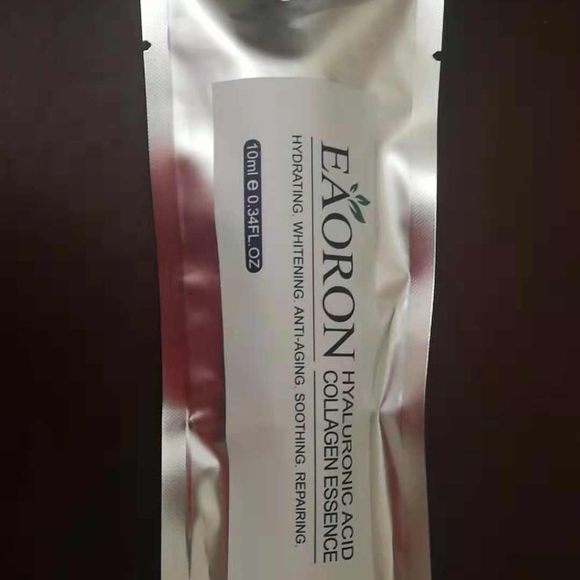 EAORON
HYALURONIC ACID
COLLAGEN ESSENCE
HYDRATING. WHITENING. ANTI-AGING. SOOTHING. REPAIRING.
10ml e 0.34FL.OZ